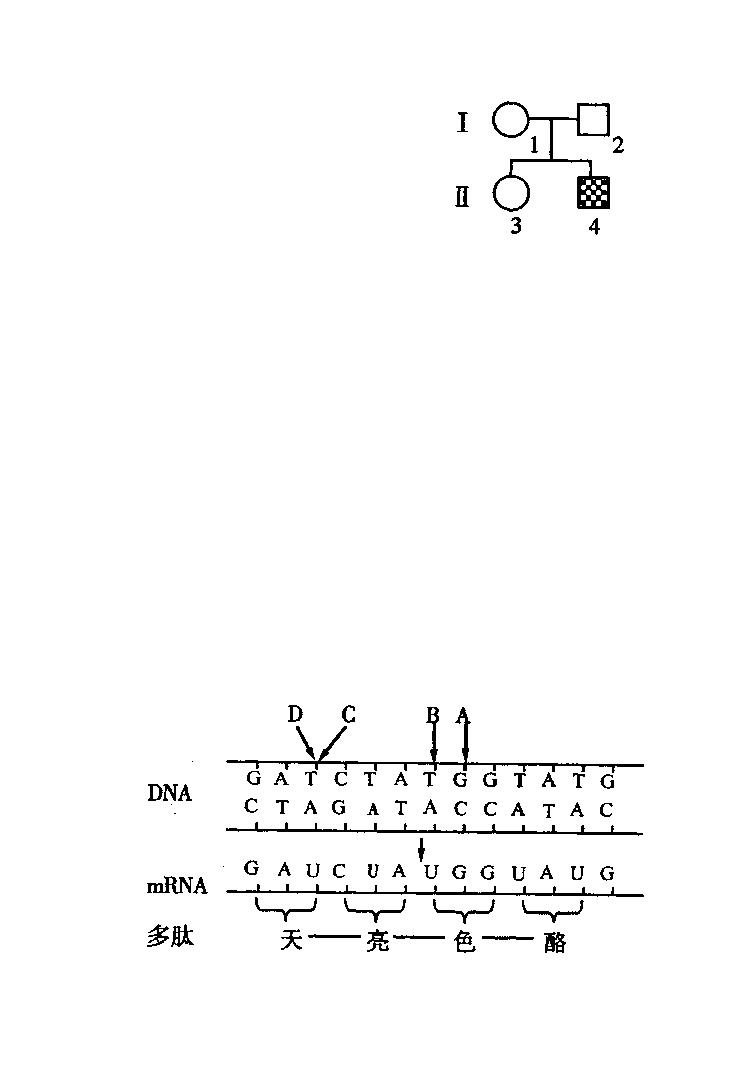 Ⅰ
1 2
Ⅱ
3 4
D C B A
DNA
G A T C T A T G G T A T G
C T A G A T A C C A T A C
mRNA G A U C U A U G G U A U G
多肽 天 亮 色 酪